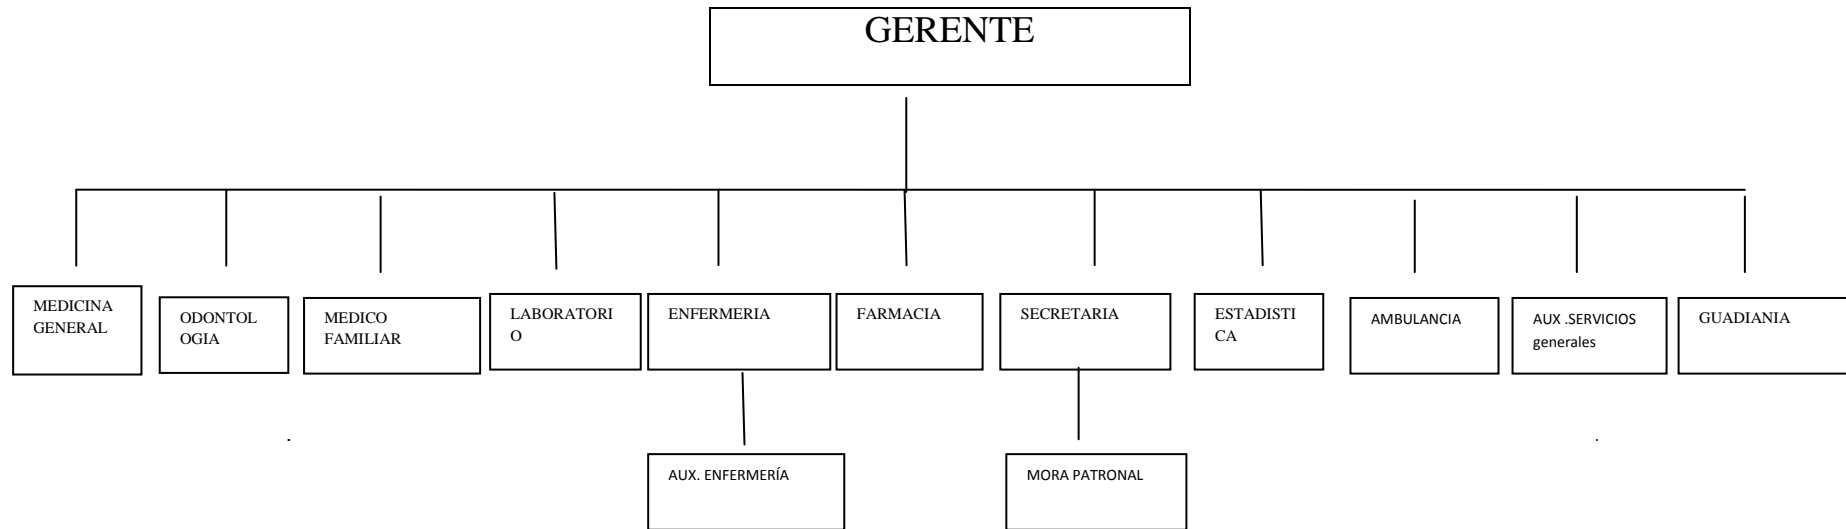 GERENTE
MEDICINA
GENERAL
ODONTOL
OGIA
MEDICO
FAMILIAR
LABORATORI
O
ENFERMERIA
FARMACIA
SECRETARIA
ESTADISTI
CA
AMBULANCIA
AUX .SERVICIOS
generales
GUADIANIA
AUX. ENFERMERÍA
MORA PATRONAL